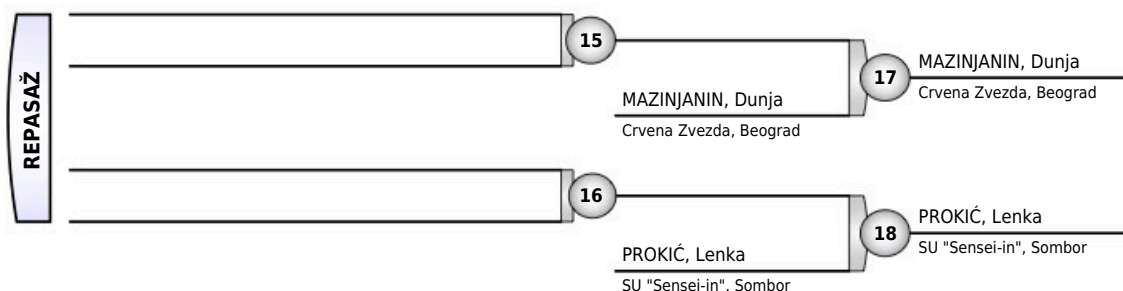 REPASAŽ
15
MAZINJANIN, Dunja
Crvena Zvezda, Beograd
17
MAZINJANIN, Dunja
Crvena Zvezda, Beograd
16
PROKIĆ, Lenka
SU "Sensei-in", Sombor
18
PROKIĆ, Lenka
SU "Sensei-in", Sombor